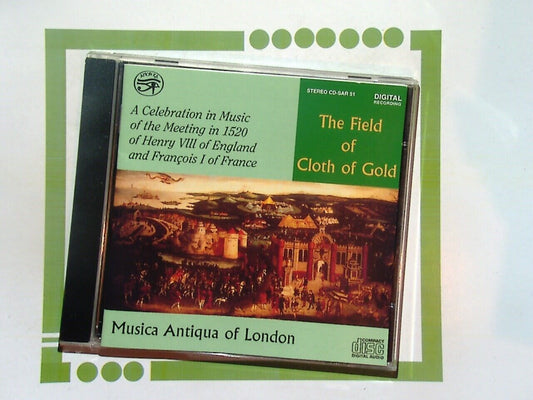 STEREO CD-SAR 51
DIGITAL
RECORDING
A Celebration in Music
of the Meeting in 1520
of Henry VIII of England
and François I of France
The Field
of
Cloth of Gold
Musica Antiqua of London
COMPACT
disc
DIGITAL AUDIO